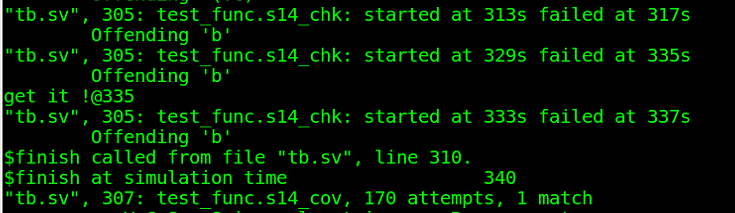 "tb.sv", 305: test_func.s14_chk: started at 313s failed at 317s
Offending 'b'
"tb.sv", 305: test_func.s14_chk: started at 329s failed at 335s
Offending 'b'
get it !@335
"tb.sv", 305: test_func.s14_chk: started at 333s failed at 337s
Offending 'b'
$finish called from file "tb.sv", line 310.
$finish at simulation time 340
"tb.sv", 307: test_func.s14_cov, 170 attempts, 1 match